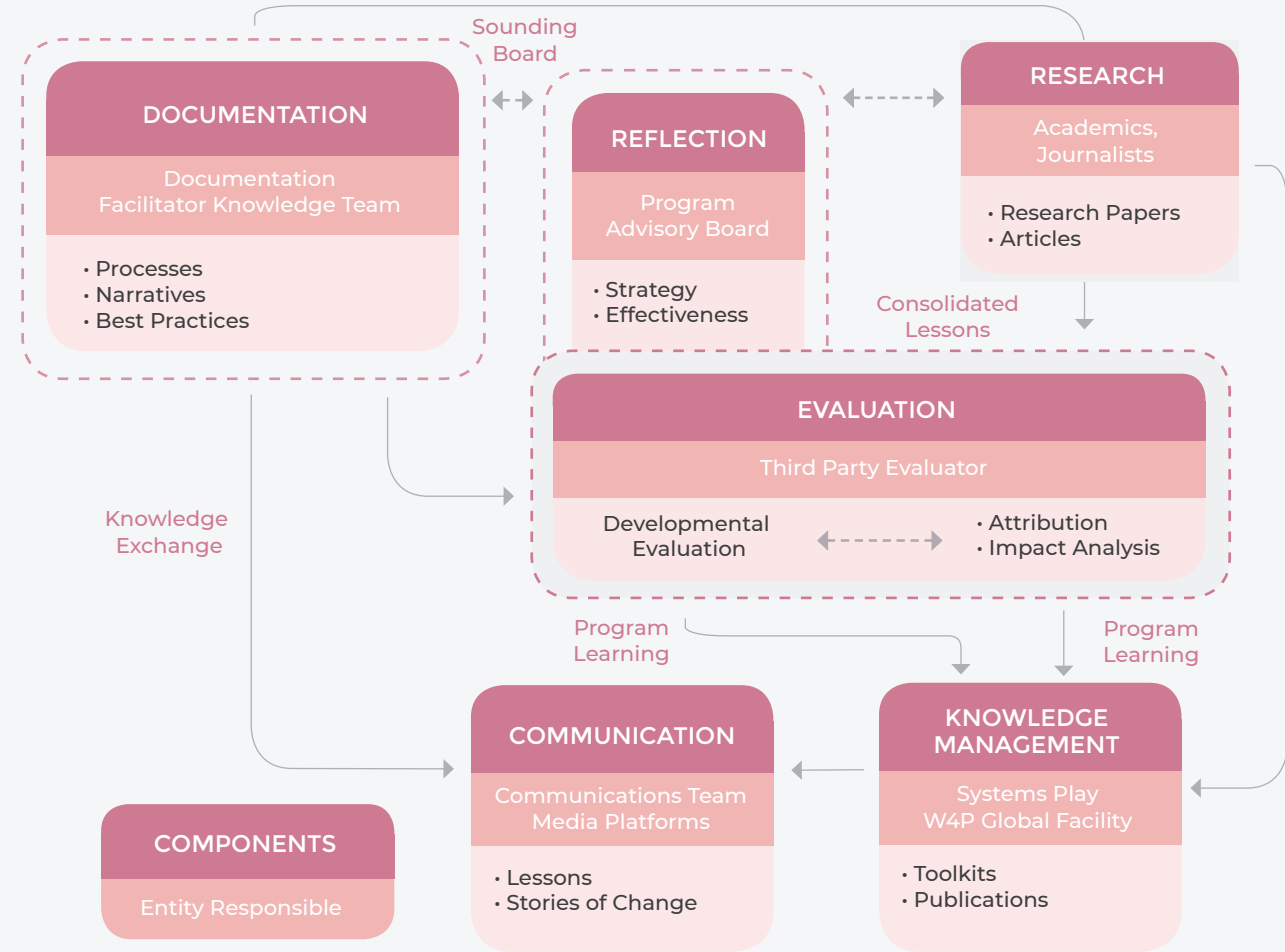 Sounding
Board
DOCUMENTATION
Documentation
Facilitator Knowledge Team
• Processes
• Narratives
• Best Practices
REFLECTION
Program
Advisory Board
• Strategy
• Effectiveness
RESEARCH
Academics,
Journalists
• Research Papers
• Articles
Consolidated
Lessons
EVALUATION
Third Party Evaluator
Developmental
Evaluation
• Attribution
• Impact Analysis
Knowledge
Exchange
Program
Learning
Program
Learning
COMMUNICATION
Communications Team
Media Platforms
• Lessons
• Stories of Change
KNOWLEDGE
MANAGEMENT
Systems Play
W4P Global Facility
• Toolkits
• Publications
COMPONENTS
Entity Responsible